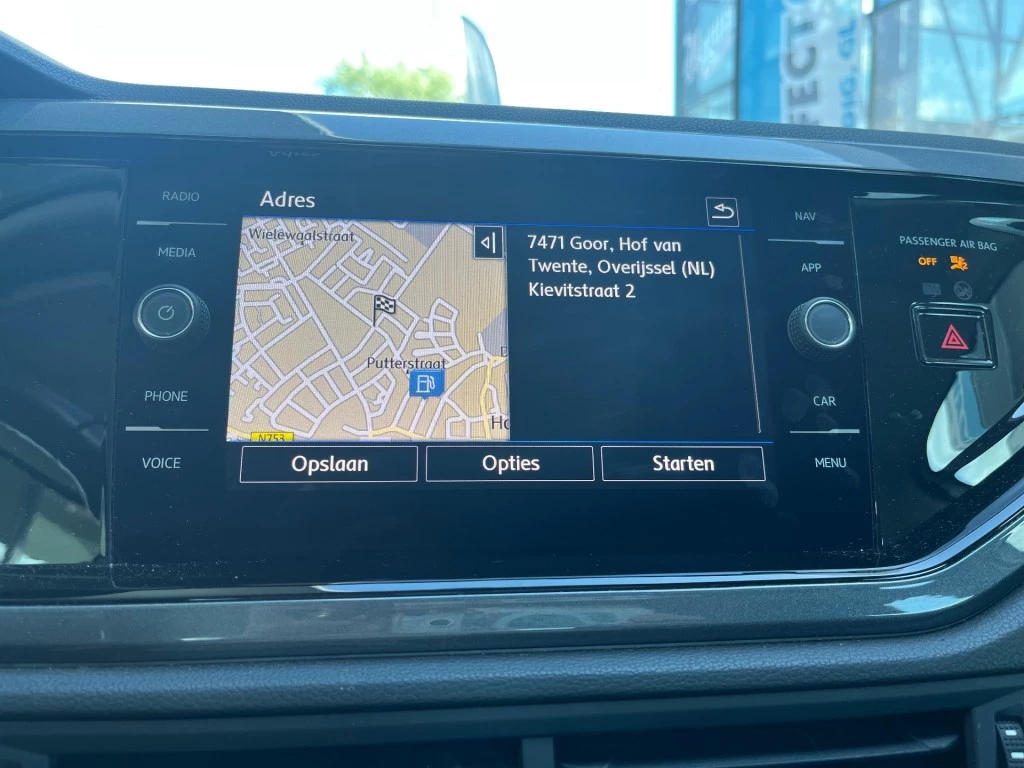 ECT
RADIO
Adres
NAV
MEDIA
Wielewaalstraat
7471 Goor, Hof van
Twente, Overijssel (NL)
Kievitstraat 2
APP
PASSENGER AIR BAG
OFF
Putterstraat
PHONE
CAR
N753
VOICE
Opslaan
Opties
Starten
MENU